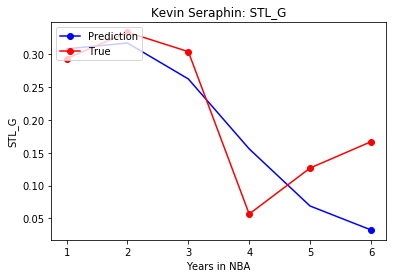 Kevin Seraphin: STL_G
Prediction
True
0.30
0.25
0.20
0.15
0.10
0.05
STL_G
1 2 3 4 5 6
Years in NBA